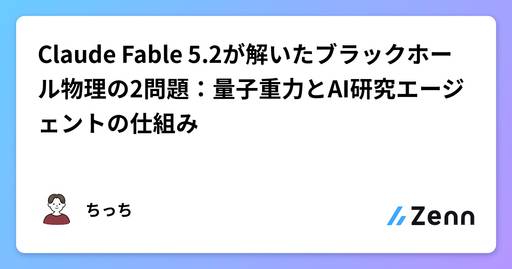 Claude Fable 5.2が解いたブラックホー
ル物理の2問題：量子重力とAI研究エージ
ェントの仕組み
ちっち
Zenn